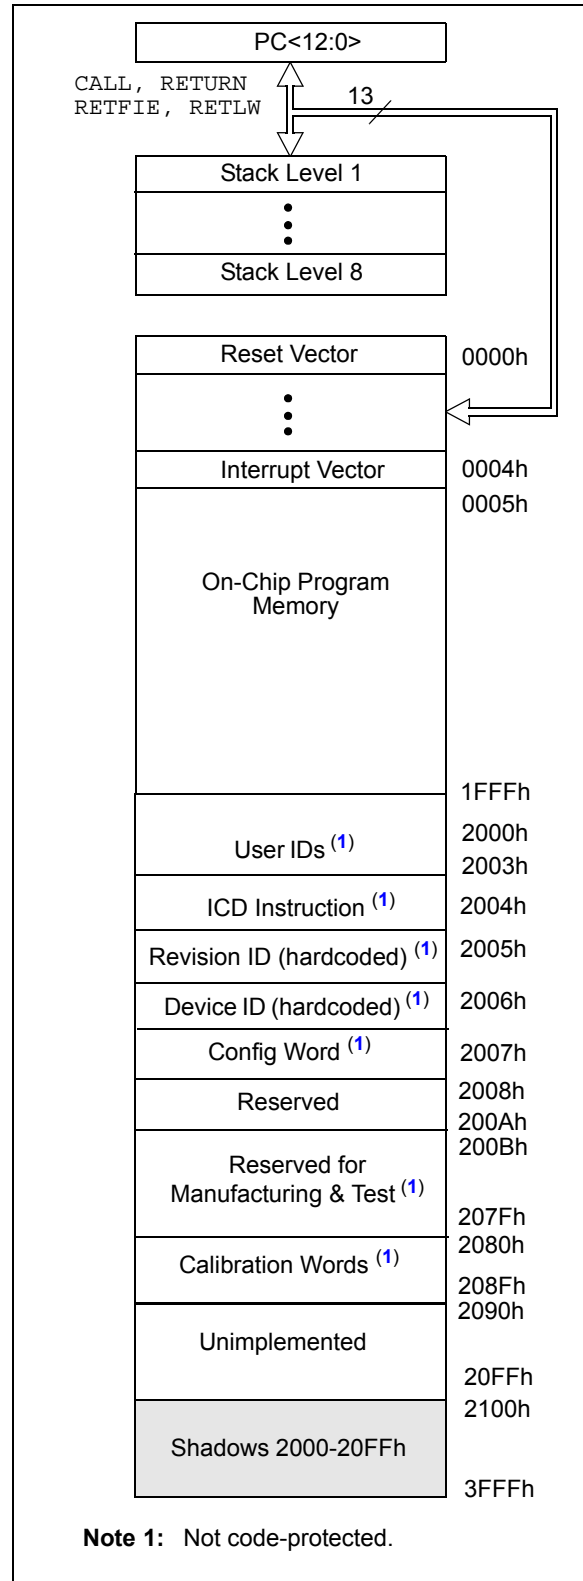 PC<12:0>
CALL, RETURN
RETFIE, RETLW
13
Stack Level 1
Stack Level 8
Reset Vector
0000h
Interrupt Vector
0004h
0005h
On-Chip Program
Memory
1FFFh
User IDs (1)
2000h
2003h
ICD Instruction (1)
2004h
Revision ID (hardcoded) (1)
2005h
Device ID (hardcoded) (1)
2006h
Config Word (1)
2007h
Reserved
2008h
200Ah
200Bh
Reserved for
Manufacturing & Test (1)
207Fh
2080h
Calibration Words (1)
208Fh
2090h
Unimplemented
20FFh
2100h
Shadows 2000-20FFh
3FFFh
Note 1: Not code-protected.